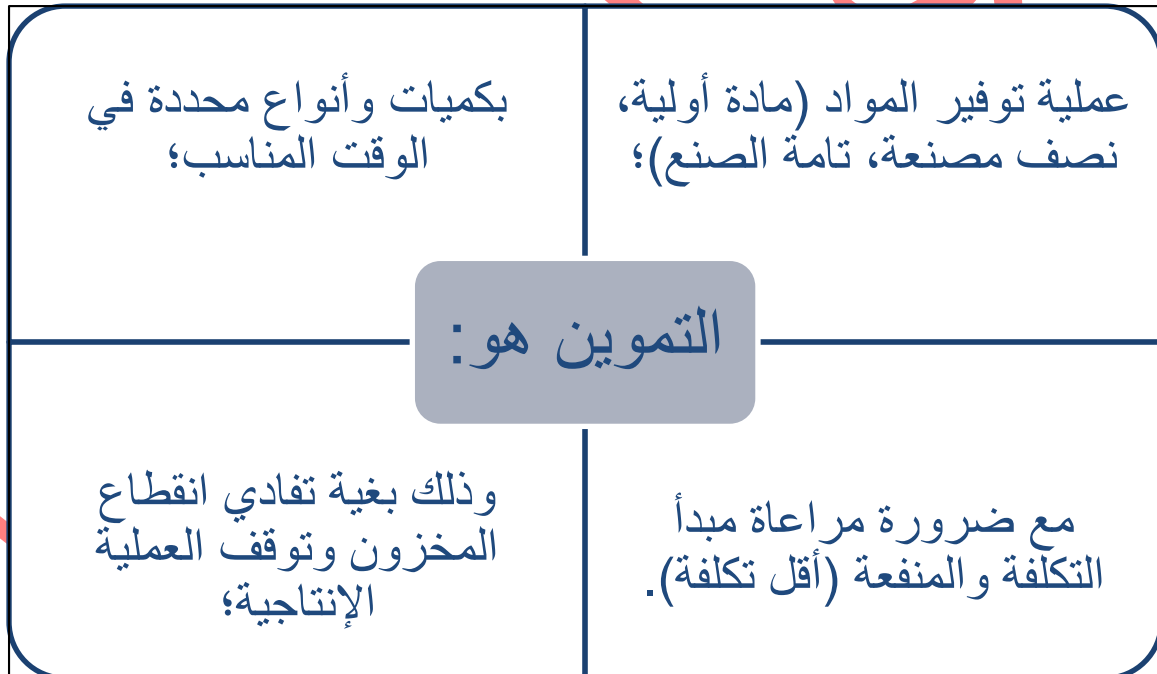 عملية توفير المواد (مادة أولية،
نصف مصنعة، تامة الصنع)؛
بكميات وأنواع محددة في
الوقت المناسب؛
التموين هو:
وذلك بغية تفادي انقطاع
المخزون وتوقف العملية
الإنتاجية؛
مع ضرورة مراعاة مبدأ
التكلفة والمنفعة (أقل تكلفة).